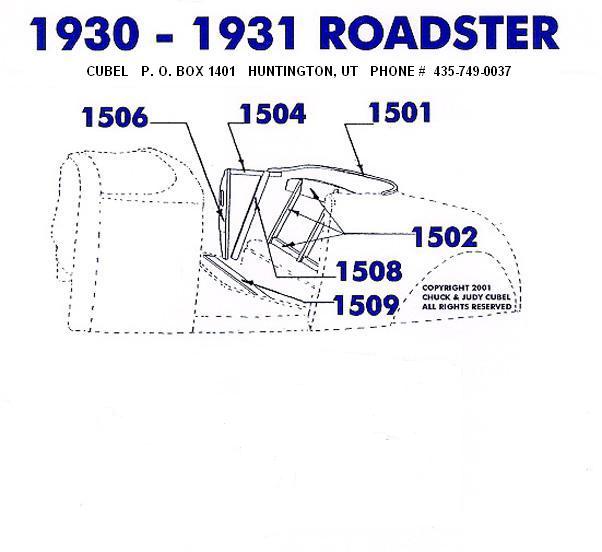 1930 - 1931 ROADSTER
CUBEL P. O. BOX 1401 HUNTINGTON, UT PHONE # 435-749-0037
1506 1504 1501
1502
1508
1509
COPYRIGHT 2001
CHUCK & JUDY CUBEL
ALL RIGHTS RESERVED